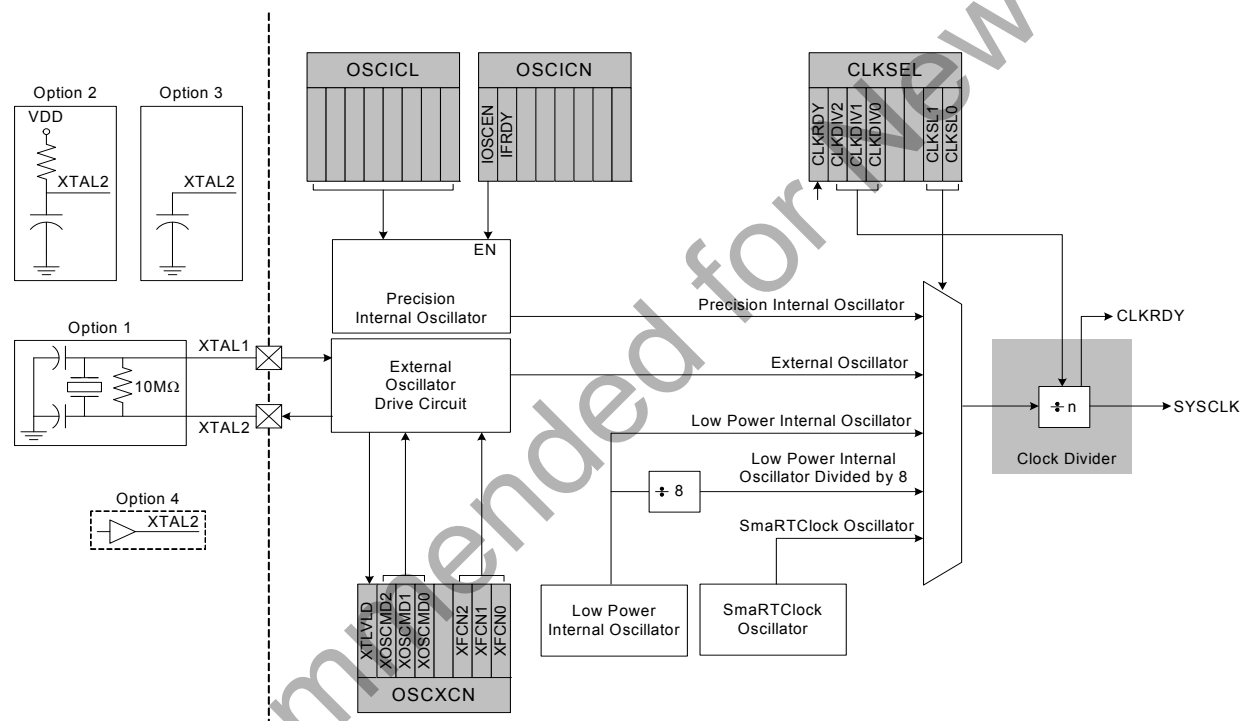 OSCICL
OSCICN
CLKSEL
IOSCEN
IFRDY
CLKRDY
CLKDIV2
CLKDIV1
CLKDIV0
CLKSL1
CLKSL0
Option 2
VDD
XTAL2
Option 3
XTAL2
EN
Precision
Internal Oscillator
Precision Internal Oscillator
CLKRDY
Option 1
10MΩ
XTAL1
XTAL2
External
Oscillator
Drive Circuit
External Oscillator
÷ n
SYSCLK
Clock Divider
Low Power Internal Oscillator
÷ 8
Low Power Internal
Oscillator Divided by 8
SmaRTClock Oscillator
Option 4
XTAL2
XTLVLD
XOSCMD2
XOSCMD1
XOSCMD0
XFCN2
XFCN1
XFCN0
OSCXCN
Low Power
Internal Oscillator
SmaRTClock
Oscillator
mmended for New